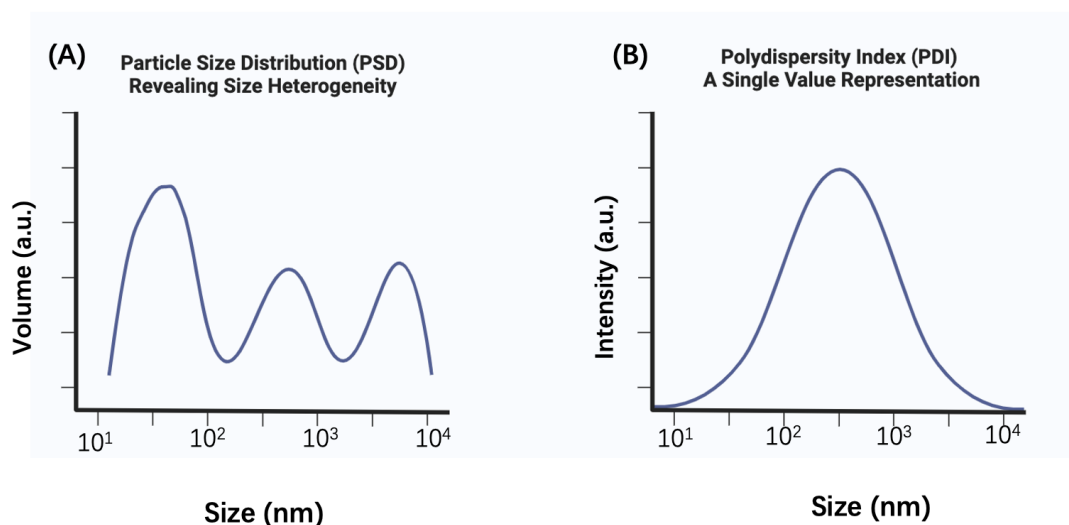 (A)
Particle Size Distribution (PSD)
Revealing Size Heterogeneity
Volume (a.u.)
10¹ 10² 10³ 10⁴
Size (nm)
(B)
Polydispersity Index (PDI)
A Single Value Representation
Intensity (a.u.)
10¹ 10² 10³ 10⁴
Size (nm)